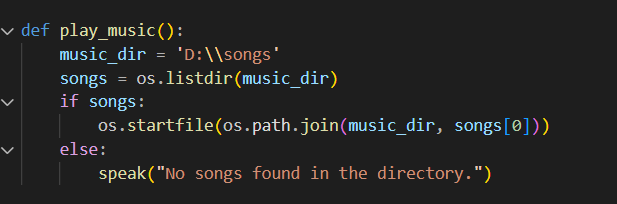 def play_music():
    music_dir = 'D:\\songs'
    songs = os.listdir(music_dir)
    if songs:
        os.startfile(os.path.join(music_dir, songs[0]))
    else:
        speak("No songs found in the directory.")